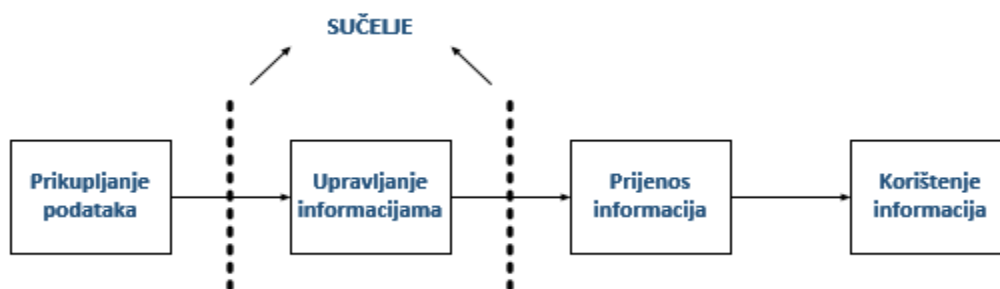 SUČELJE
Prikupljanje
podataka
Upravljanje
informacijama
Prijenos
informacija
Korištenje
informacija